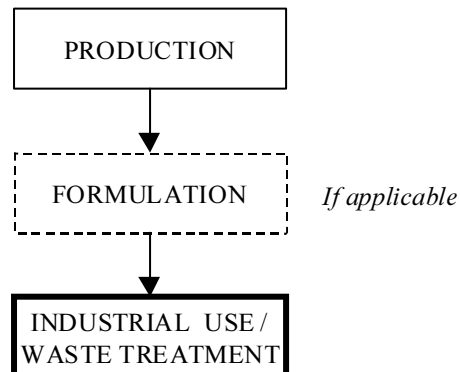 PRODUCTION
FORMULATION
If applicable
INDUSTRIAL USE /
WASTE TREATMENT